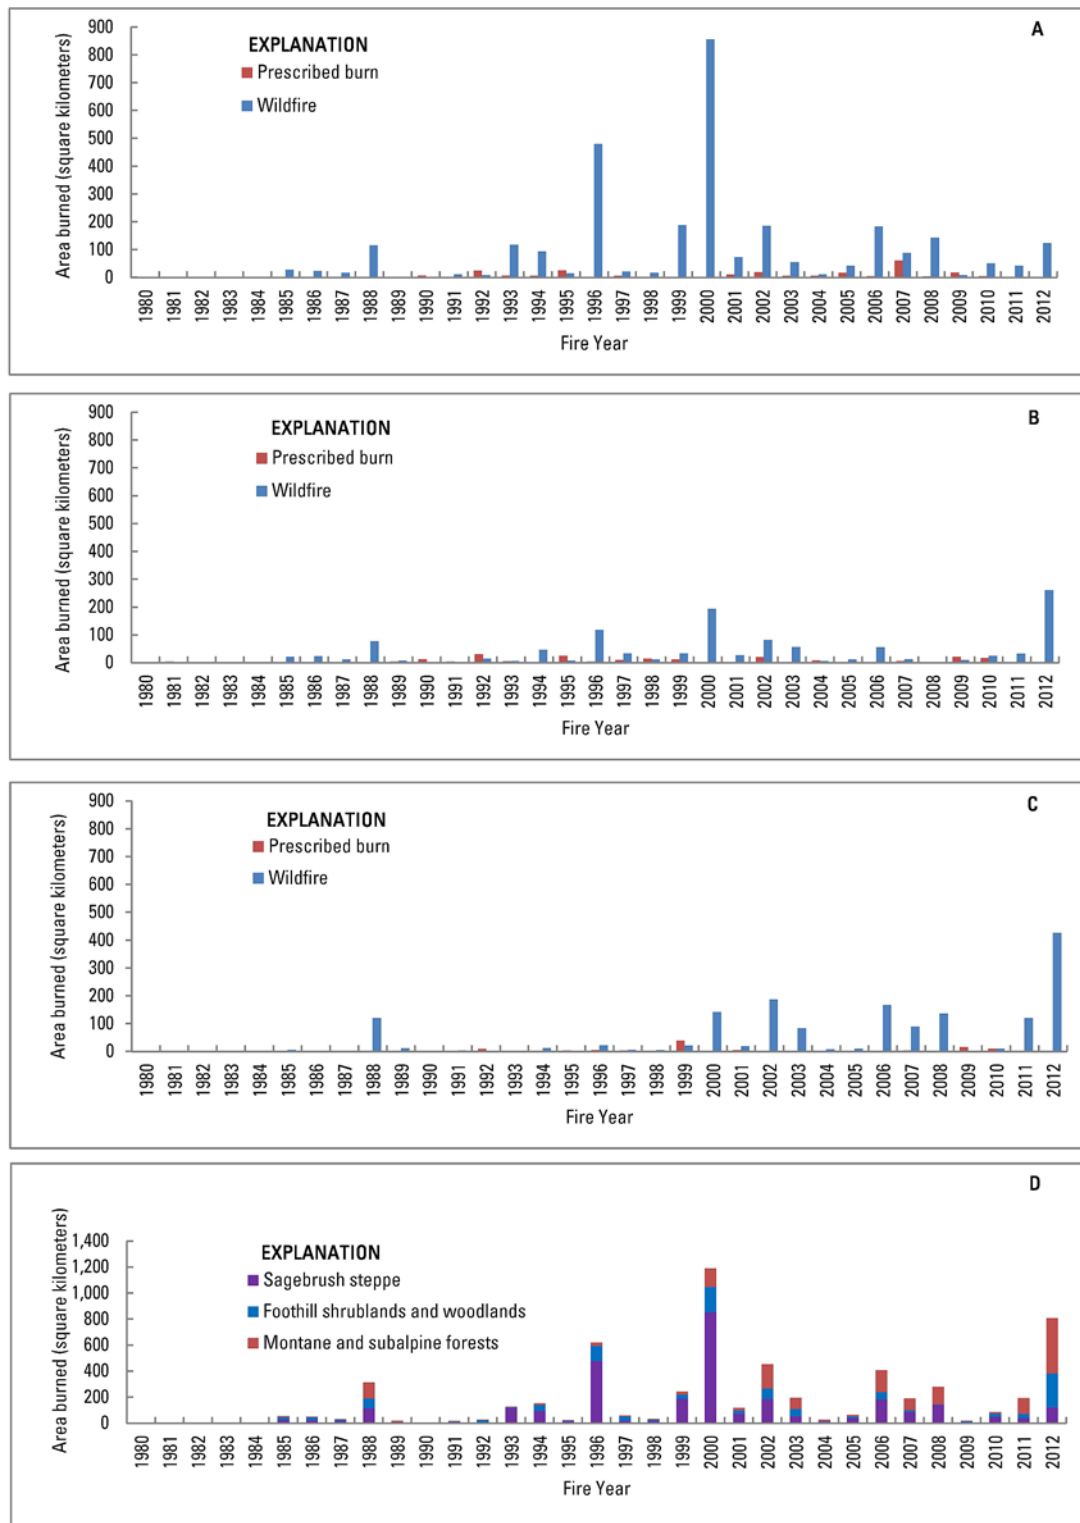 A
900
800
700
600
500
400
300
200
100
0
Area burned (square kilometers)
EXPLANATION
Prescribed burn
Wildfire
1980 1981 1982 1983 1984 1985 1986 1987 1988 1989 1990 1991 1992 1993 1994 1995 1996 1997 1998 1999 2000 2001 2002 2003 2004 2005 2006 2007 2008 2009 2010 2011 2012
Fire Year
B
900
800
700
600
500
400
300
200
100
0
Area burned (square kilometers)
EXPLANATION
Prescribed burn
Wildfire
1980 1981 1982 1983 1984 1985 1986 1987 1988 1989 1990 1991 1992 1993 1994 1995 1996 1997 1998 1999 2000 2001 2002 2003 2004 2005 2006 2007 2008 2009 2010 2011 2012
Fire Year
C
900
800
700
600
500
400
300
200
100
0
Area burned (square kilometers)
EXPLANATION
Prescribed burn
Wildfire
1980 1981 1982 1983 1984 1985 1986 1987 1988 1989 1990 1991 1992 1993 1994 1995 1996 1997 1998 1999 2000 2001 2002 2003 2004 2005 2006 2007 2008 2009 2010 2011 2012
Fire Year
D
1,400
1,200
1,000
800
600
400
200
0
Area burned (square kilometers)
EXPLANATION
Sagebrush steppe
Foothill shrublands and woodlands
Montane and subalpine forests
1980 1981 1982 1983 1984 1985 1986 1987 1988 1989 1990 1991 1992 1993 1994 1995 1996 1997 1998 1999 2000 2001 2002 2003 2004 2005 2006 2007 2008 2009 2010 2011 2012
Fire Year